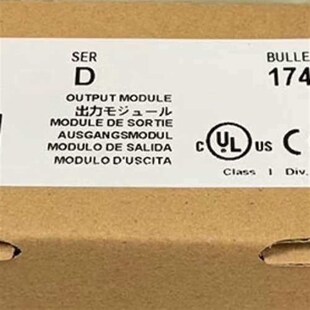 SER
BULLE
D
174
OUTPUT MODULE
出力モジュール
MODULE DE SORTIE
AUSGANGSMODUL
MODULO DE SALIDA
MODULO D'USCITA
C UL US C
Class I Div.